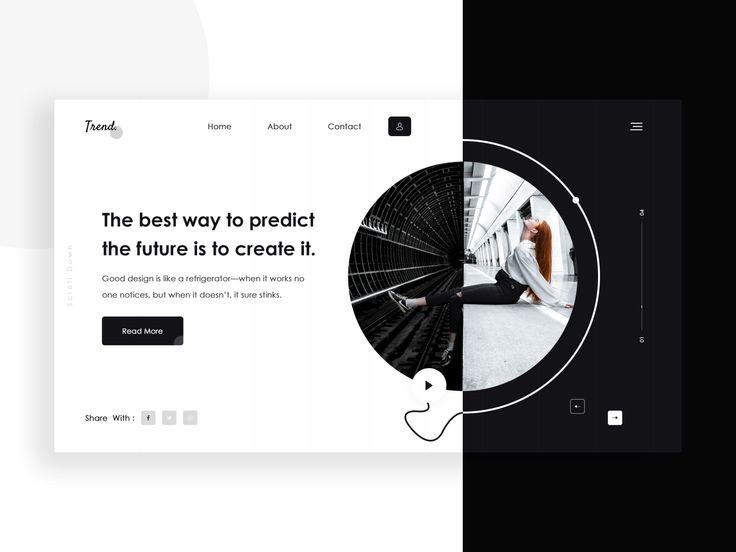 Trend.
Home
About
Contact
The best way to predict
the future is to create it.
Good design is like a refrigerator—when it works no
one notices, but when it doesn’t, it sure stinks.
Read More
Scroll Down
04
01
Share With :